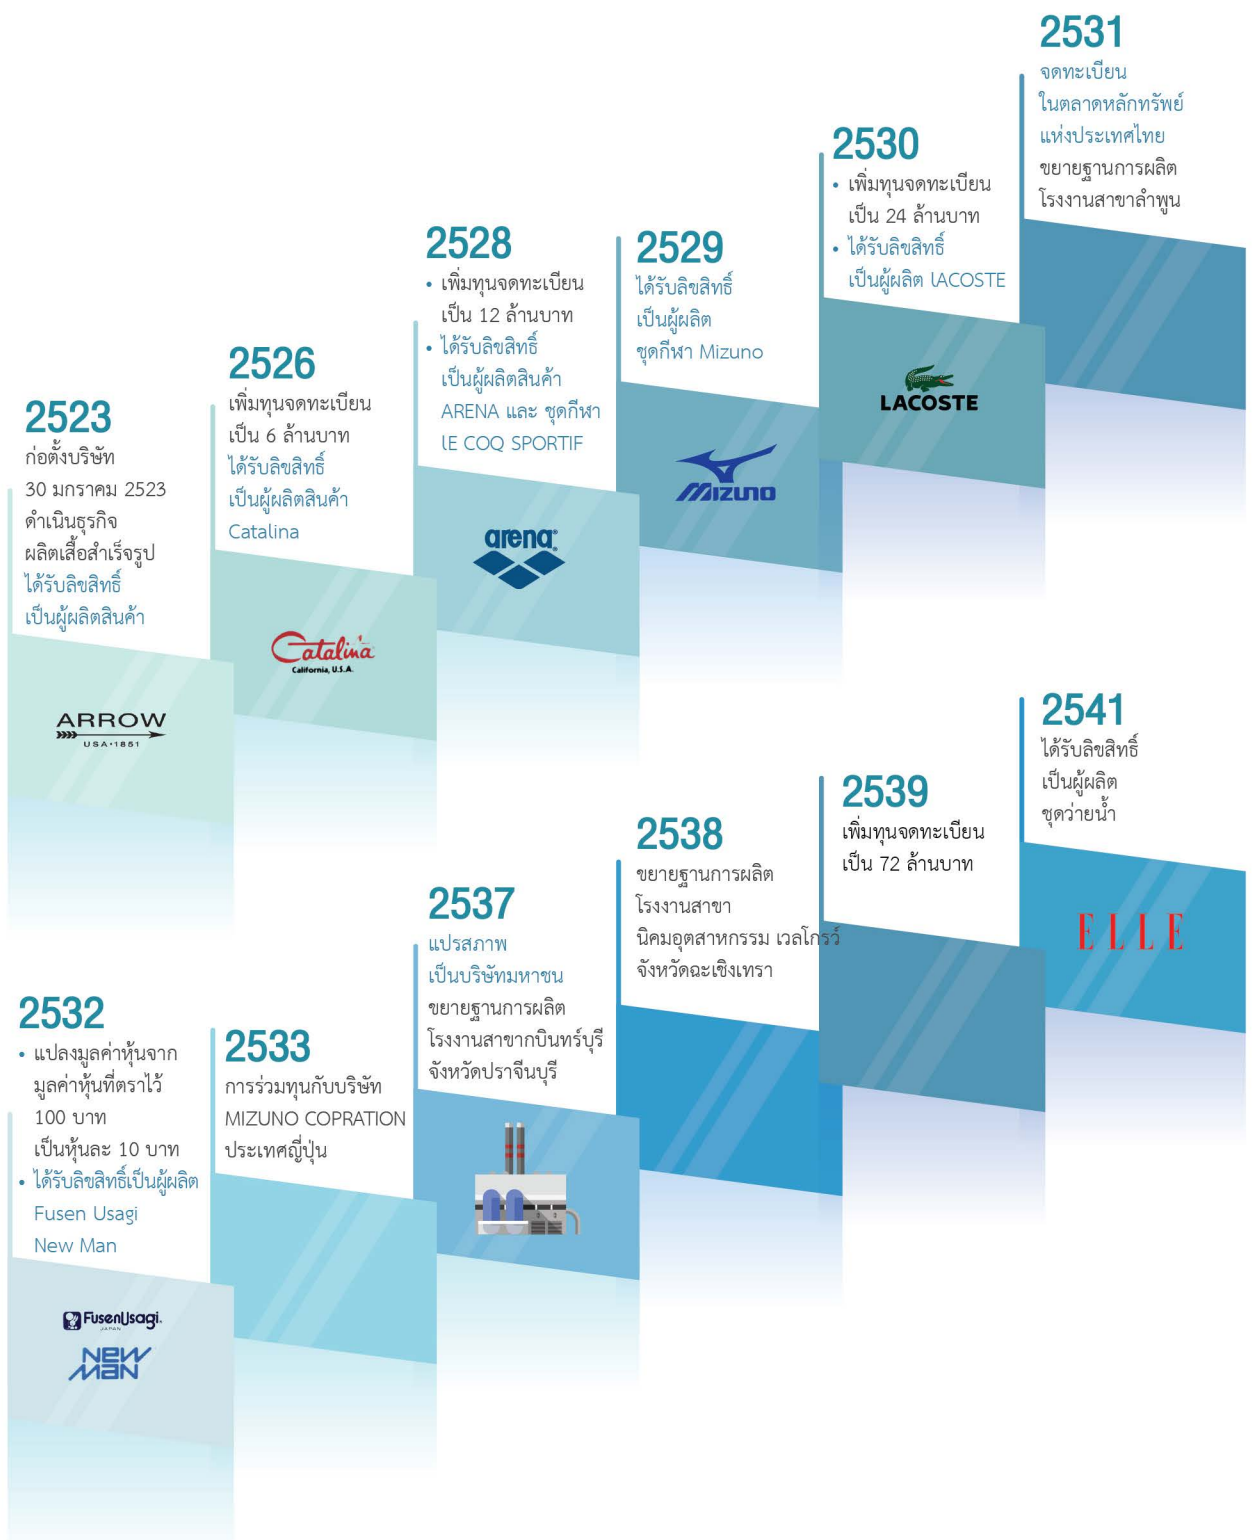 2523
ก่อตั้งบริษัท
30 มกราคม 2523
ดำเนินธุรกิจ
ผลิตเสื้อสำเร็จรูป
ได้รับลิขสิทธิ์
เป็นผู้ผลิตสินค้า
ARROW
USA•1851
2526
เพิ่มทุนจดทะเบียน
เป็น 6 ล้านบาท
ได้รับลิขสิทธิ์
เป็นผู้ผลิตสินค้า
Catalina
Catalina
California, U.S.A.
2528
• เพิ่มทุนจดทะเบียน
เป็น 12 ล้านบาท
• ได้รับลิขสิทธิ์
เป็นผู้ผลิตสินค้า
ARENA และ ชุดกีฬา
LE COQ SPORTIF
arena®
2529
ได้รับลิขสิทธิ์
เป็นผู้ผลิต
ชุดกีฬา Mizuno
MIZUNO
2530
• เพิ่มทุนจดทะเบียน
เป็น 24 ล้านบาท
• ได้รับลิขสิทธิ์
เป็นผู้ผลิต LACOSTE
LACOSTE
2531
จดทะเบียน
ในตลาดหลักทรัพย์
แห่งประเทศไทย
ขยายฐานการผลิต
โรงงานสาขาลำพูน
2532
• แปลงมูลค่าหุ้นจาก
มูลค่าหุ้นที่ตราไว้
100 บาท
เป็นหุ้นละ 10 บาท
• ได้รับลิขสิทธิ์เป็นผู้ผลิต
Fusen Usagi
New Man
FusenUsagi.
JAPAN
NEW
MAN
2533
การร่วมทุนกับบริษัท
MIZUNO COPRATION
ประเทศญี่ปุ่น
2537
แปรสภาพ
เป็นบริษัทมหาชน
ขยายฐานการผลิต
โรงงานสาขากบินทร์บุรี
จังหวัดปราจีนบุรี
2538
ขยายฐานการผลิต
โรงงานสาขา
นิคมอุตสาหกรรม เวลโกรว์
จังหวัดฉะเชิงเทรา
2539
เพิ่มทุนจดทะเบียน
เป็น 72 ล้านบาท
2541
ได้รับลิขสิทธิ์
เป็นผู้ผลิต
ชุดว่ายน้ำ
ELLE